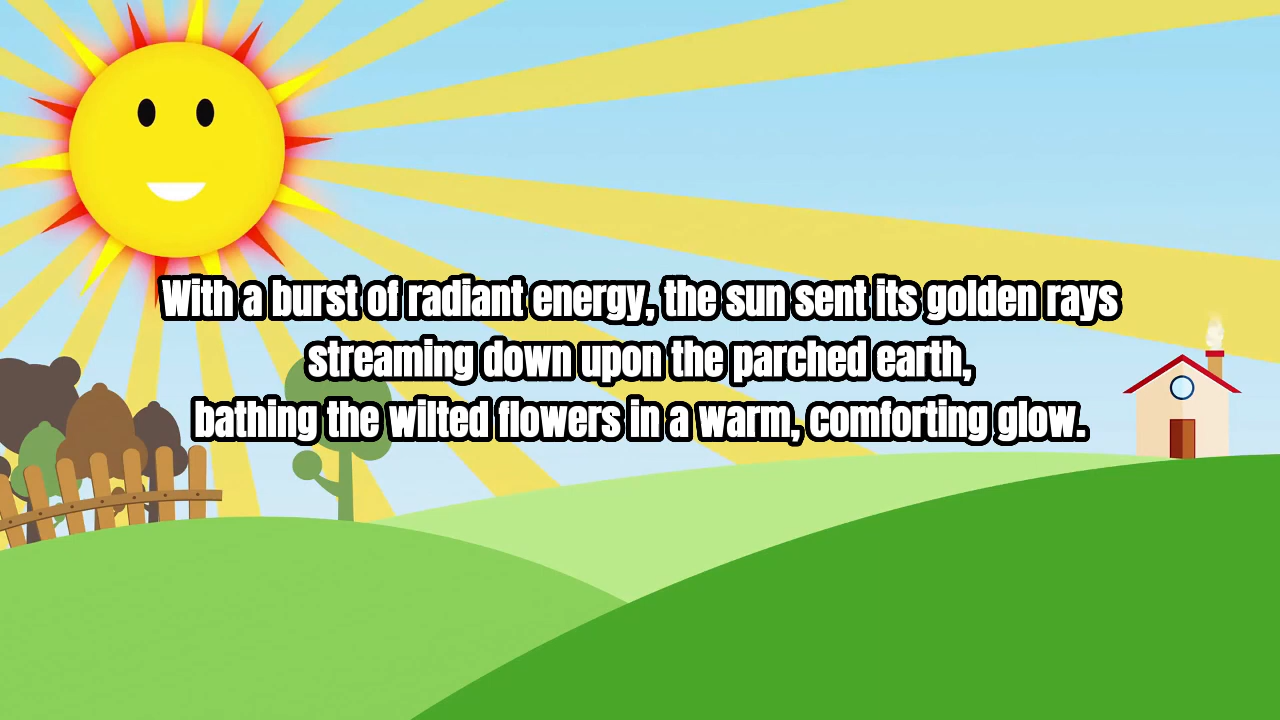 With a burst of radiant energy, the sun sent its golden rays
streaming down upon the parched earth,
bathing the wilted flowers in a warm, comforting glow.